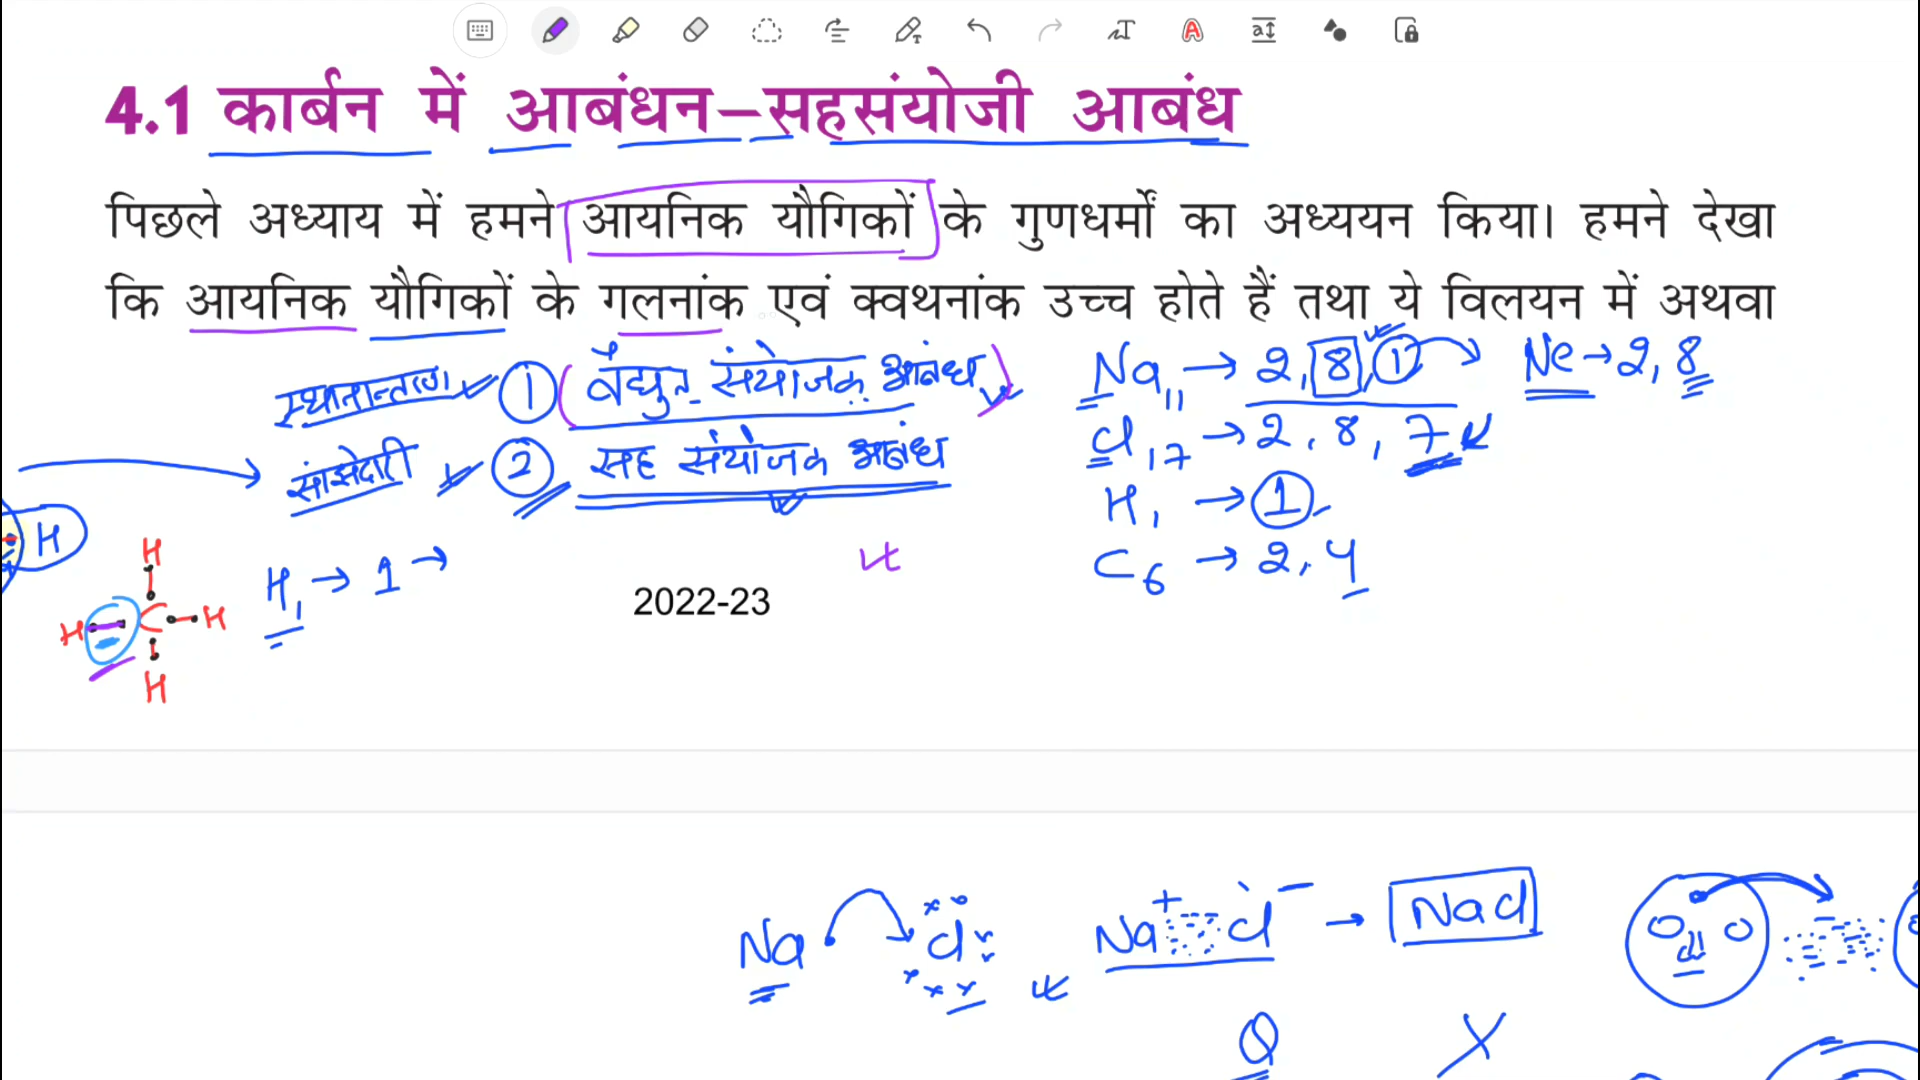 4.1 कार्बन में आबंधन–सहसंयोजी आबंध
पिछले अध्याय में हमने आयनिक यौगिकों के गुणधर्मों का अध्ययन किया। हमने देखा
कि आयनिक यौगिकों के गलनांक एवं क्वथनांक उच्च होते हैं तथा ये विलयन में अथवा
स्थानान्तरण 1 वैद्युत संयोजक आबंध
Na11 → 2, 8, 1 → Ne → 2, 8
साझेदारी 2 सह संयोजक आबंध
Cl17 → 2, 8, 7
H1 → 1
C6 → 2, 4
H
H
H C H
H
H1 → 1 →
2022-23
Na Cl Na+ Cl− → NaCl
Q X